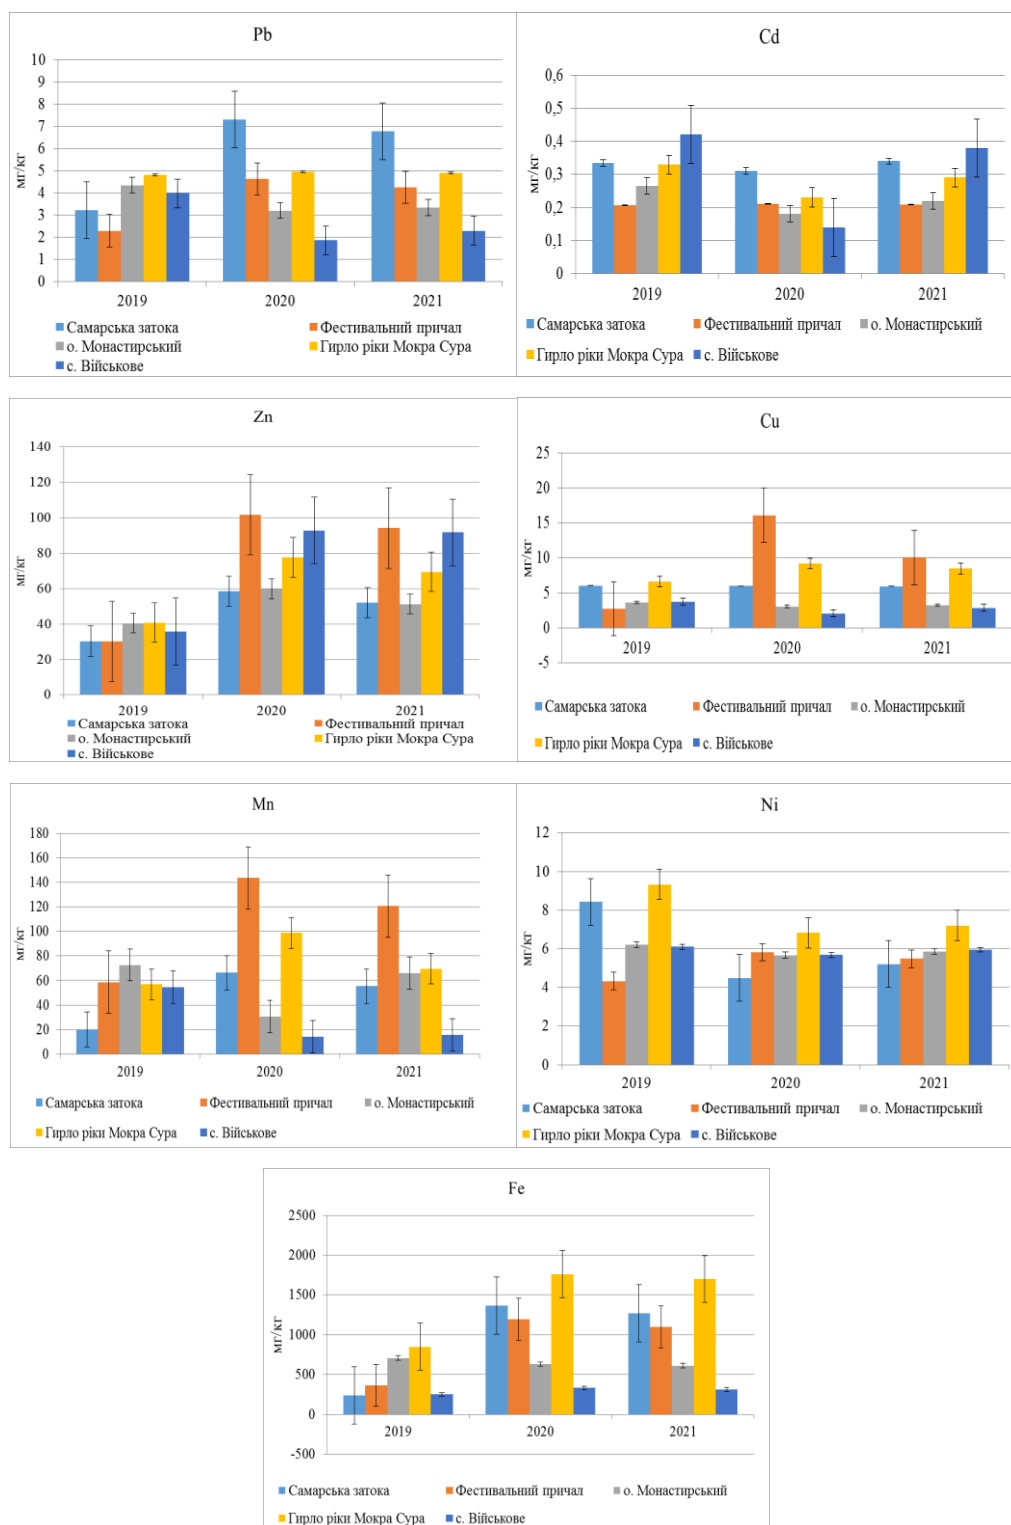 Pb
10
9
8
7
6
5
4
3
2
1
0
мг/кг
2019 2020 2021
Самарська затока Фестивальний причал
о. Монастирський Гирло ріки Мокра Сура
с. Військове
Cd
0,6
0,5
0,4
0,3
0,2
0,1
0
мг/кг
2019 2020 2021
Самарська затока Фестивальний причал о. Монастирський
Гирло ріки Мокра Сура с. Військове
Zn
140
120
100
80
60
40
20
0
мг/кг
2019 2020 2021
Самарська затока Фестивальний причал
о. Монастирський Гирло ріки Мокра Сура
с. Військове
Cu
25
20
15
10
5
0
-5
мг/кг
2019 2020 2021
Самарська затока Фестивальний причал о. Монастирський
Гирло ріки Мокра Сура с. Військове
Mn
180
160
140
120
100
80
60
40
20
0
мг/кг
2019 2020 2021
Самарська затока Фестивальний причал о. Монастирський
Гирло ріки Мокра Сура с. Військове
Ni
12
10
8
6
4
2
0
мг/кг
2019 2020 2021
Самарська затока Фестивальний причал о. Монастирський
Гирло ріки Мокра Сура с. Військове
Fe
2500
2000
1500
1000
500
0
-500
мг/кг
2019 2020 2021
Самарська затока Фестивальний причал о. Монастирський
Гирло ріки Мокра Сура с. Військове